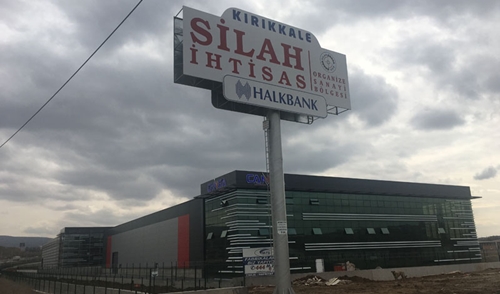 KIRIKKALE
SİLAH
İHTİSAS
ORGANİZE
SANAYİ
BÖLGESİ
HALKBANK